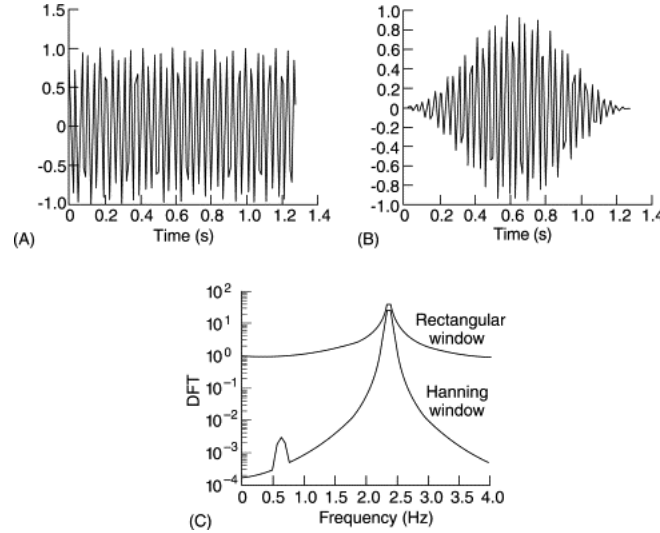 1.5
1.0
0.5
0
-0.5
-1.0
0 0.2 0.4 0.6 0.8 1.0 1.2 1.4
(A) Time (s)
1.0
0.8
0.6
0.4
0.2
0
-0.2
-0.4
-0.6
-0.8
1.0
0 0.2 0.4 0.6 0.8 1.0 1.2 1.4
(B) Time (s)
DFT
10²
10¹
10⁰
10⁻¹
10⁻²
10⁻³
10⁻⁴
Rectangular
window
Hanning
window
0 0.5 1.0 1.5 2.0 2.5 3.0 3.5 4.0
(C) Frequency (Hz)